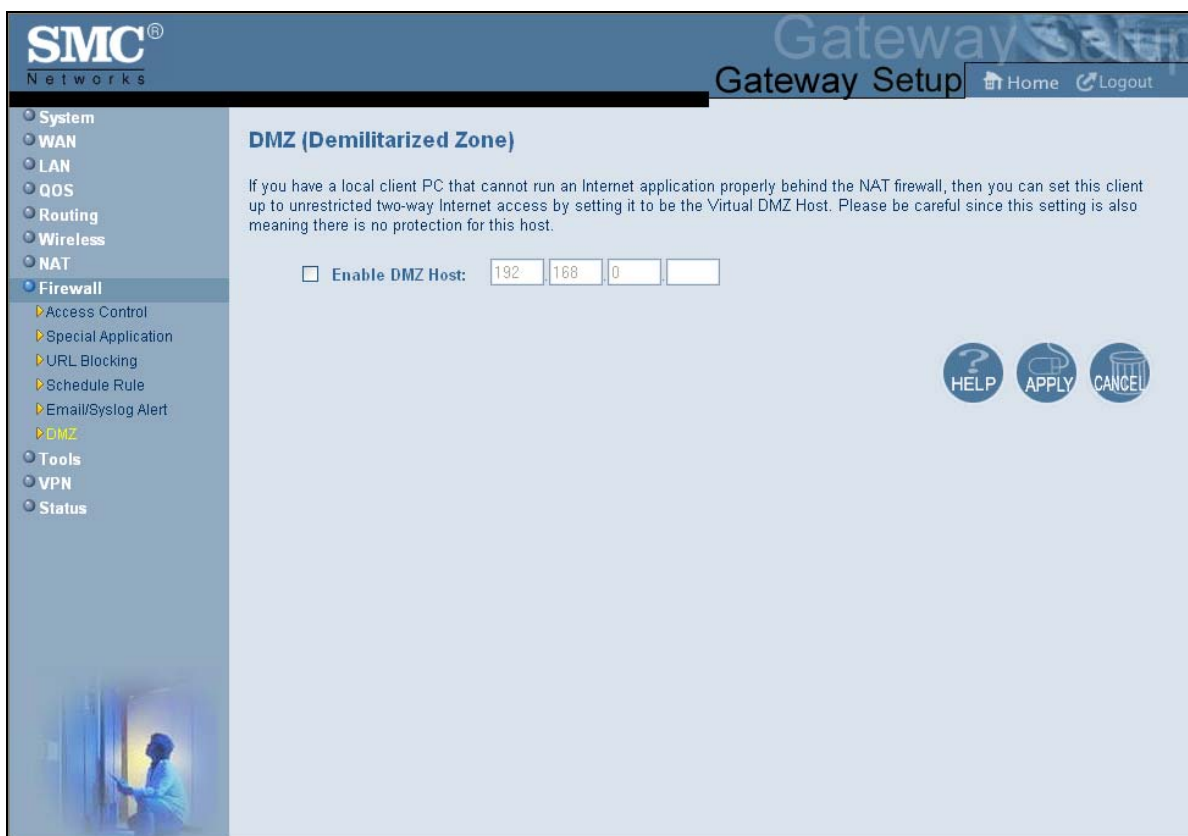 SMC®
Networks
Gateway Setup
Gateway Setup
Home
Logout
System
WAN
LAN
QOS
Routing
Wireless
NAT
Firewall
Access Control
Special Application
URL Blocking
Schedule Rule
Email/Syslog Alert
DMZ
Tools
VPN
Status
DMZ (Demilitarized Zone)
If you have a local client PC that cannot run an Internet application properly behind the NAT firewall, then you can set this client
up to unrestricted two-way Internet access by setting it to be the Virtual DMZ Host. Please be careful since this setting is also
meaning there is no protection for this host.
Enable DMZ Host: 192 .168 .0 .
HELP APPLY CANCEL